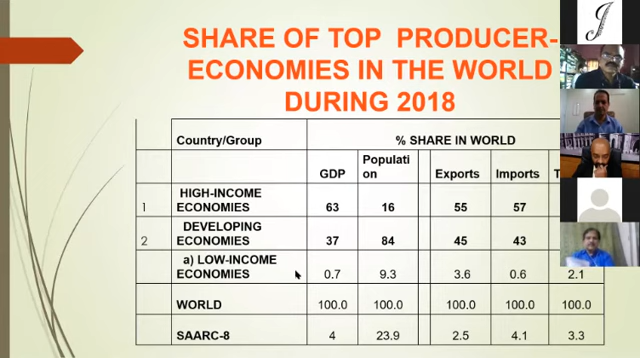 SHARE OF TOP PRODUCER-
ECONOMIES IN THE WORLD
DURING 2018
Country/Group % SHARE IN WORLD
GDP Populati
on Exports Imports T
1 HIGH-INCOME
ECONOMIES 63 16 55 57
2 DEVELOPING
ECONOMIES 37 84 45 43
a) LOW-INCOME
ECONOMIES 0.7 9.3 3.6 0.6 2.1
WORLD 100.0 100.0 100.0 100.0 100.0
SAARC-8 4 23.9 2.5 4.1 3.3